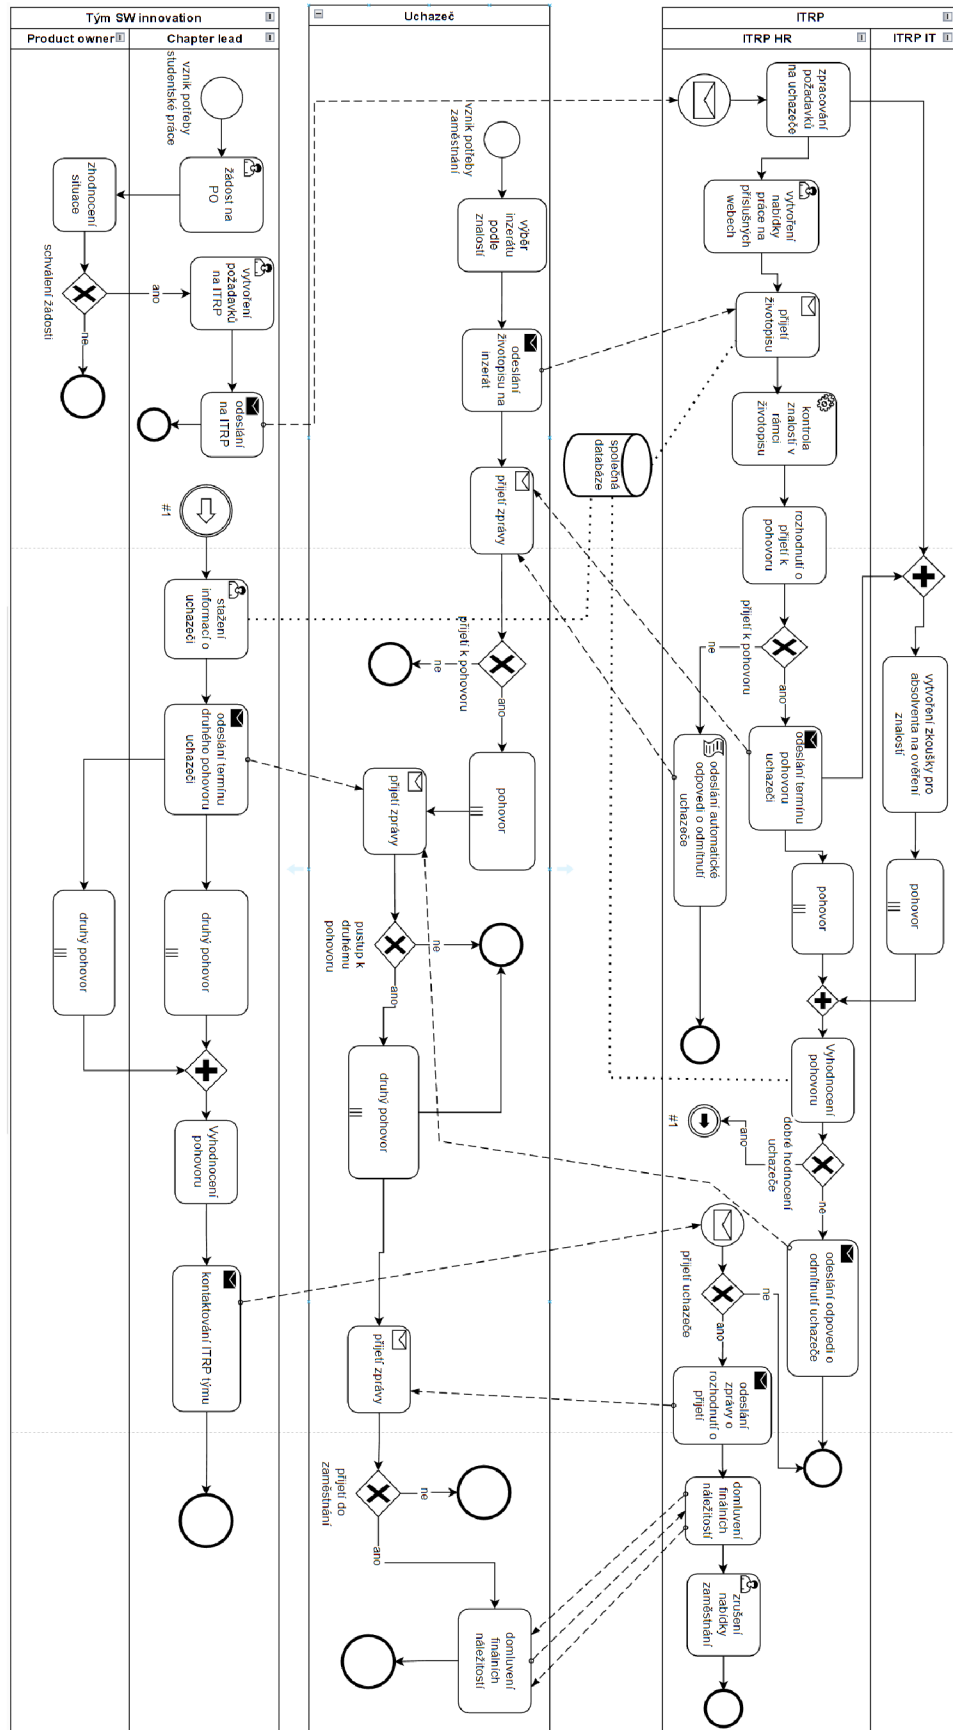 Tým SW innovation
Product owner
Chapter lead
vznik potřeby
studentské práce
žádost na
PO
zhodnocení
situace
schválení žádosti
ano
ne
vytvoření
požadavků
na ITRP
odeslání
na ITRP
#1
stažení
informací o
uchazeči
odeslání termínu
druhého pohovoru
uchazeči
druhý pohovor
druhý pohovor
Vyhodnocení
pohovoru
kontaktování ITRP týmu
Uchazeč
vznik potřeby
zaměstnání
výběr
inzerátu
podle
znalostí
odeslání
životopisu na
inzerát
přijetí zprávy
přijetí k pohovoru
ne
ano
pohovor
přijetí zprávy
pustup k
druhému
pohovoru
ne
ano
druhý pohovor
přijetí zprávy
přijetí do
zaměstnání
ne
ano
domluvení
finálních
náležitostí
společná
databáze
ITRP
ITRP HR
ITRP IT
zpracování
požadavků
na uchazeče
vytvoření
nabídky
práce na
příslušných
webech
přijetí
životopisu
kontrola
znalostí v
rámci
životopisu
rozhodnutí o
přijetí k
pohovoru
přijetí k pohovoru
ne
ano
odeslání termínu
pohovoru
uchazeči
odeslání automatické
odpovedi o odmítnutí
uchazeče
vytvoření zkoušky pro
absolventa na ověření
znalostí
pohovor
pohovor
Vyhodnocení
pohovoru
dobré hodnocení
uchazeče
ano
ne
#1
odeslání odpovedi o
odmítnutí uchazeče
přijetí uchazeče
ne
ano
odeslání
zprávy o
rozhodnutí o
přijetí
domluvení
finálních
náležitostí
zrušení
nabídky
zaměstnání